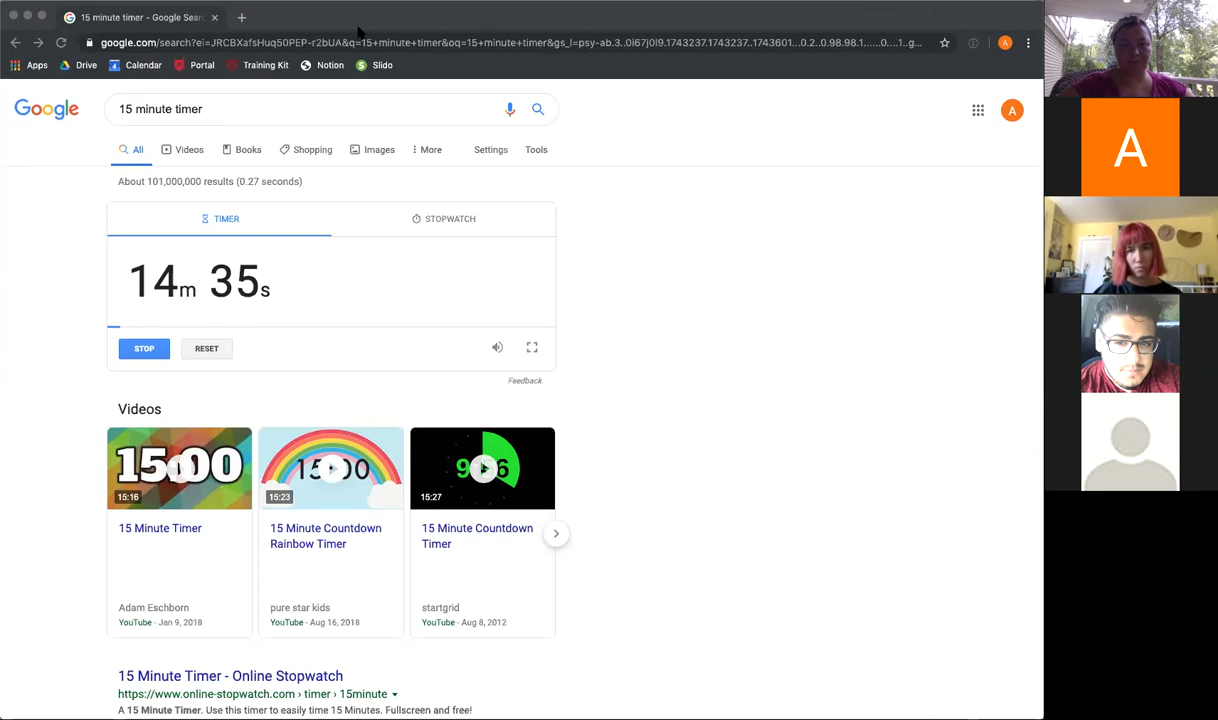 15 minute timer - Google Sear
google.com/search?ei=JRCBXafsHuq50PEP-r2bUA&q=15+minute+timer&oq=15+minute+timer&gs_l=psy-ab.3..0i67j0l9.1743237.1743237..1743601...0.2..0.98.98.1......0....1..g...
A
Apps Drive Calendar Portal Training Kit Notion Slido
Google
15 minute timer
A
All Videos Books Shopping Images More Settings Tools
About 101,000,000 results (0.27 seconds)
TIMER STOPWATCH
14m 35s
STOP RESET
Feedback
Videos
15:00
15:16
15:23
15:27
15 Minute Timer
15 Minute Countdown
Rainbow Timer
15 Minute Countdown
Timer
Adam Eschborn
YouTube - Jan 9, 2018
pure star kids
YouTube - Aug 16, 2018
startgrid
YouTube - Aug 8, 2012
15 Minute Timer - Online Stopwatch
https://www.online-stopwatch.com › timer › 15minute
A 15 Minute Timer. Use this timer to easily time 15 Minutes. Fullscreen and free!
A